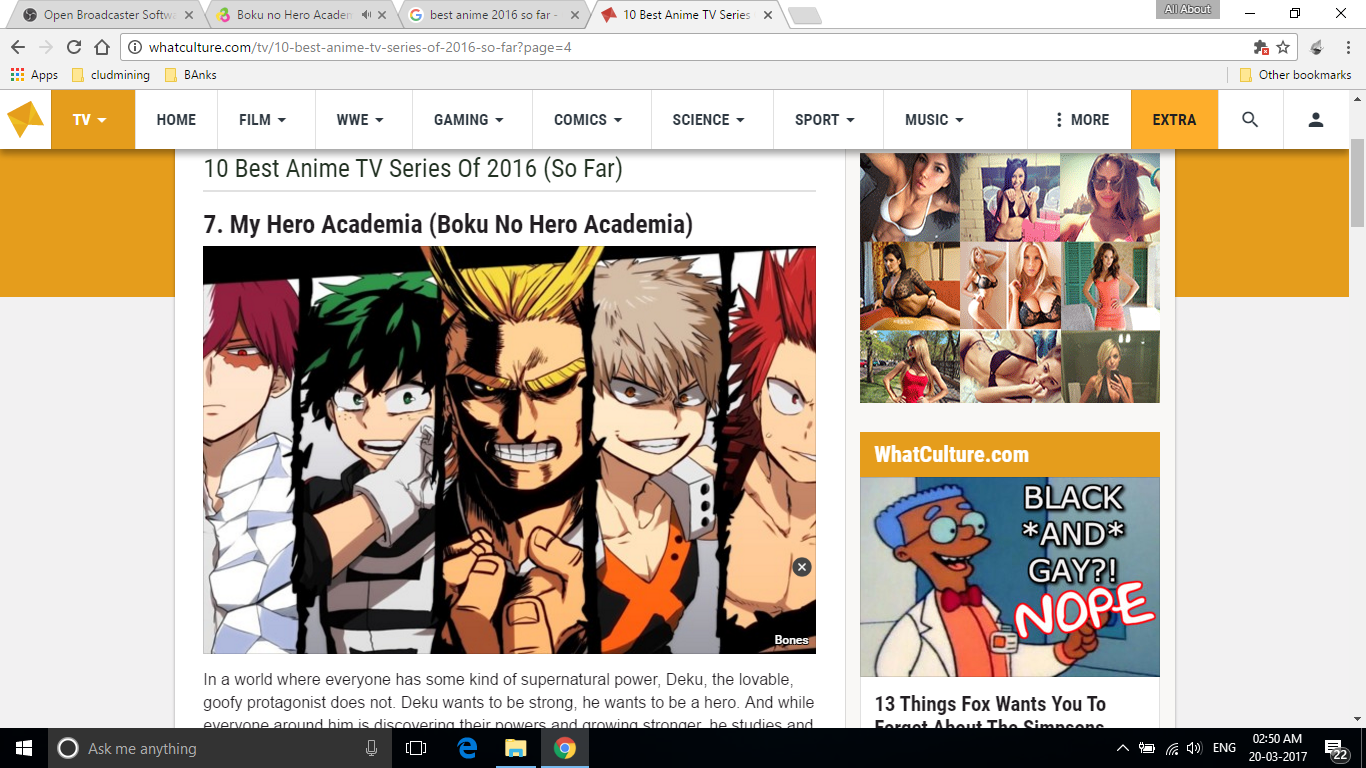 Open Broadcaster Softwa
Boku no Hero Academ
best anime 2016 so far -
10 Best Anime TV Series
All About
whatculture.com/tv/10-best-anime-tv-series-of-2016-so-far?page=4
Apps
cludmining
BAnks
Other bookmarks
TV
HOME
FILM
WWE
GAMING
COMICS
SCIENCE
SPORT
MUSIC
MORE
EXTRA
10 Best Anime TV Series Of 2016 (So Far)
7. My Hero Academia (Boku No Hero Academia)
Bones
In a world where everyone has some kind of supernatural power, Deku, the lovable,
goofy protagonist does not. Deku wants to be strong, he wants to be a hero. And while
everyone around him is discovering their powers and growing stronger, he studies and
WhatCulture.com
BLACK
*AND*
GAY?!
NOPE
13 Things Fox Wants You To
Forget About The Simpsons
Ask me anything
ENG
02:50 AM
20-03-2017
22